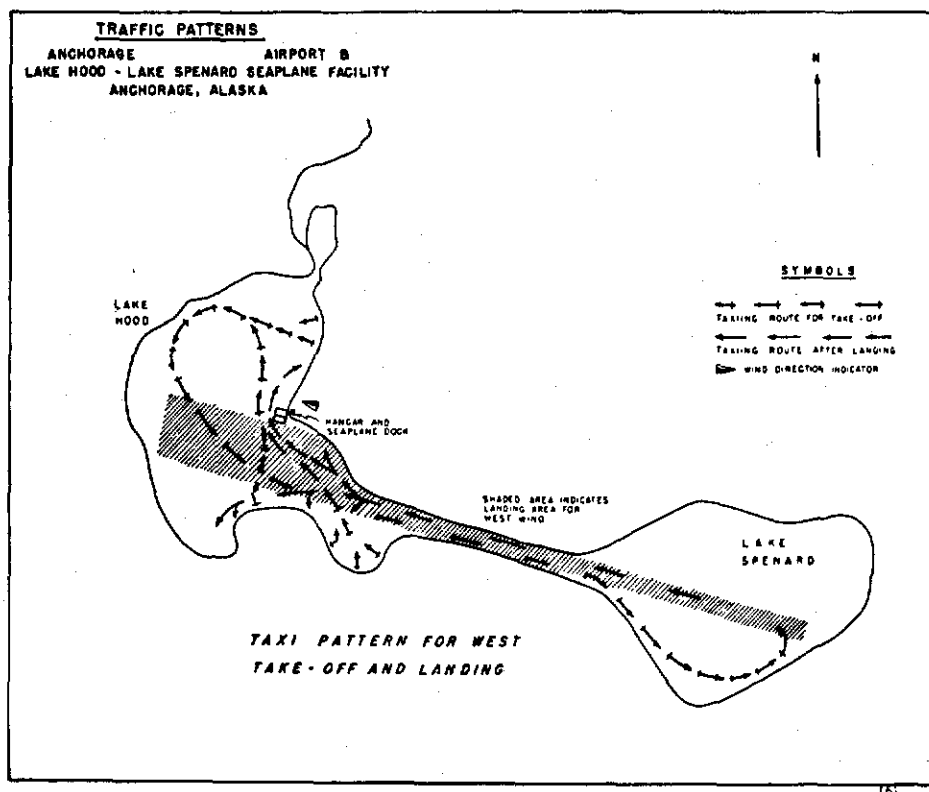 TRAFFIC PATTERNS
ANCHORAGE AIRPORT &
LAKE HOOD - LAKE SPENARD SEAPLANE FACILITY
ANCHORAGE, ALASKA
N
SYMBOLS
TAXIING ROUTE FOR TAKE-OFF
TAXIING ROUTE AFTER LANDING
WIND DIRECTION INDICATOR
LAKE
HOOD
HANGAR AND
SEAPLANE DOCK
SHADED AREA INDICATES
LANDING AREA FOR
WEST WIND
LAKE
SPENARD
TAXI PATTERN FOR WEST
TAKE-OFF AND LANDING